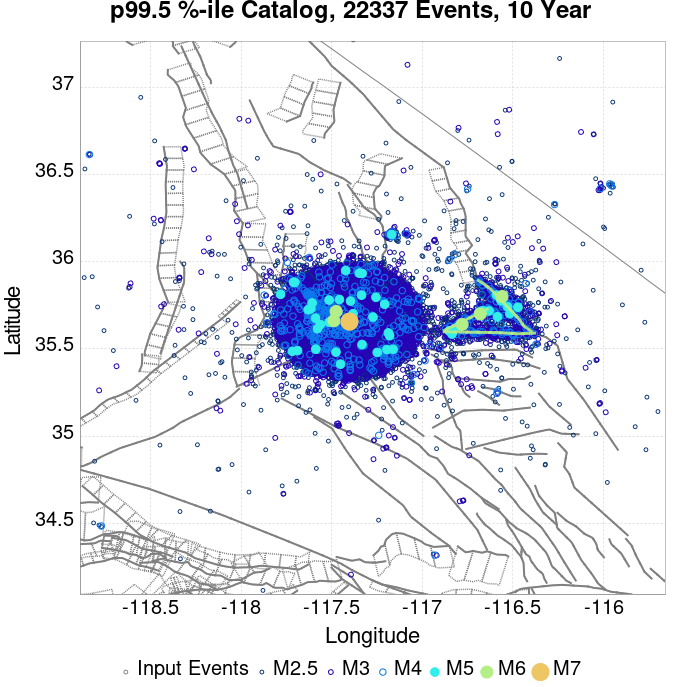 p99.5 %-ile Catalog, 22337 Events, 10 Year
37
36.5
36
35.5
35
34.5
Latitude
-118.5 -118 -117.5 -117 -116.5 -116
Longitude
Input Events M2.5 M3 M4 M5 M6 M7